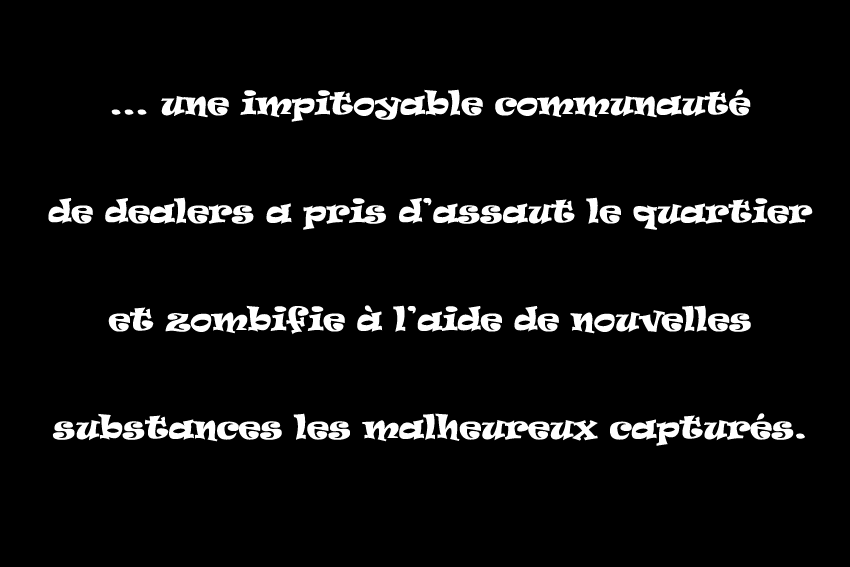 ... une impitoyable communauté
de dealers a pris d'assaut le quartier
et zombifie à l'aide de nouvelles
substances les malheureux capturés.